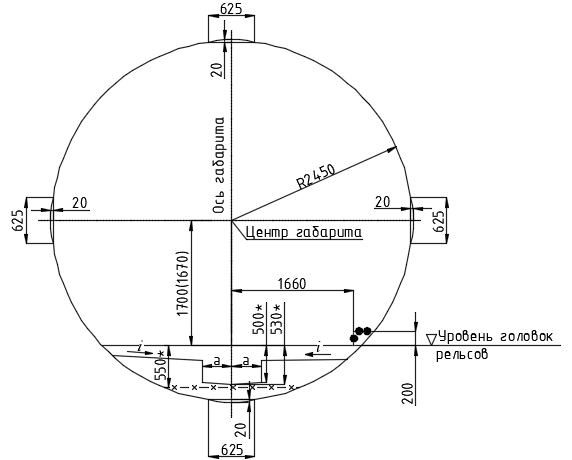 625
20
Ось габарита
R2450
625
20
20
625
Центр габарита
1700(1670)
1660
500*
530*
i
i
550*
a
a
Уровень головок
рельсов
200
20
625